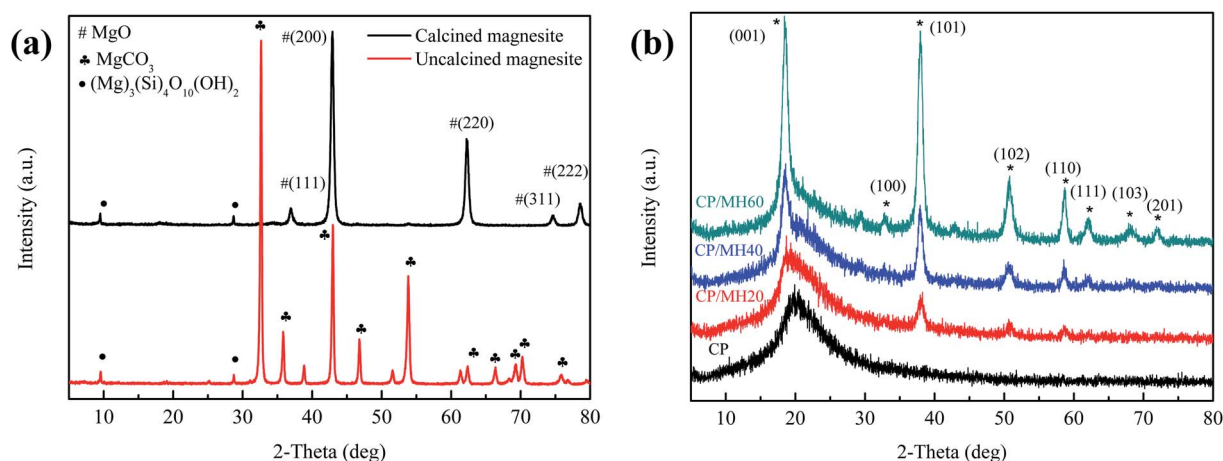 (a)
# MgO
♣ MgCO3
• (Mg)3(Si)4O10(OH)2
Calcined magnesite
Uncalcined magnesite
#(200)
#(220)
#(222)
#(111)
#(311)
Intensity (a.u.)
10 20 30 40 50 60 70 80
2-Theta (deg)
(b)
(001)
*
* (101)
(102)
*
(110)
*
(111)
*
(103)
*
(201)
*
(100)
*
CP/MH60
CP/MH40
CP/MH20
CP
Intensity (a.u.)
10 20 30 40 50 60 70 80
2-Theta (deg)